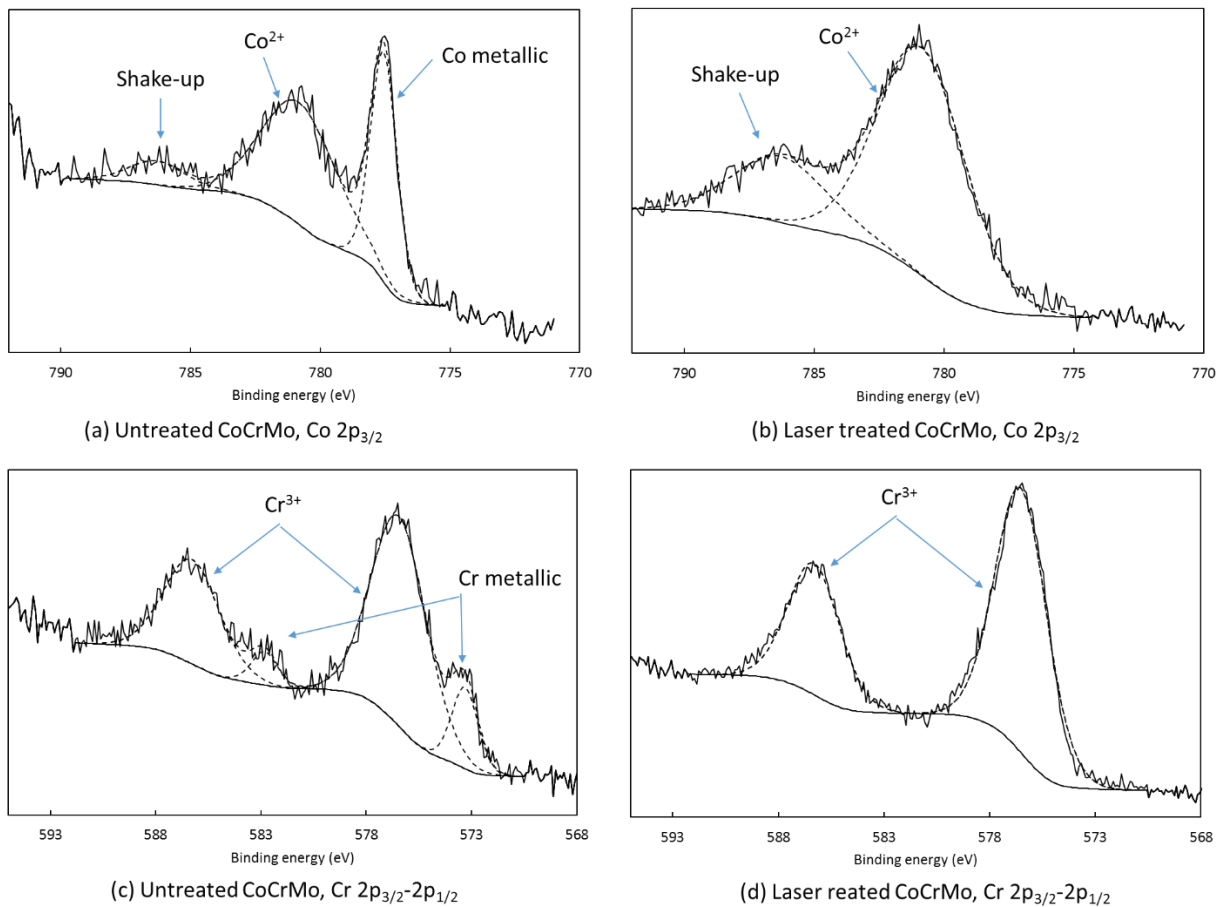 Shake-up
Co²⁺
Co metallic
790 785 780 775 770
Binding energy (eV)
(a) Untreated CoCrMo, Co 2p₃/₂
Shake-up
Co²⁺
790 785 780 775 770
Binding energy (eV)
(b) Laser treated CoCrMo, Co 2p₃/₂
Cr³⁺
Cr metallic
593 588 583 578 573 568
Binding energy (eV)
(c) Untreated CoCrMo, Cr 2p₃/₂-2p₁/₂
Cr³⁺
593 588 583 578 573 568
Binding energy (eV)
(d) Laser reated CoCrMo, Cr 2p₃/₂-2p₁/₂